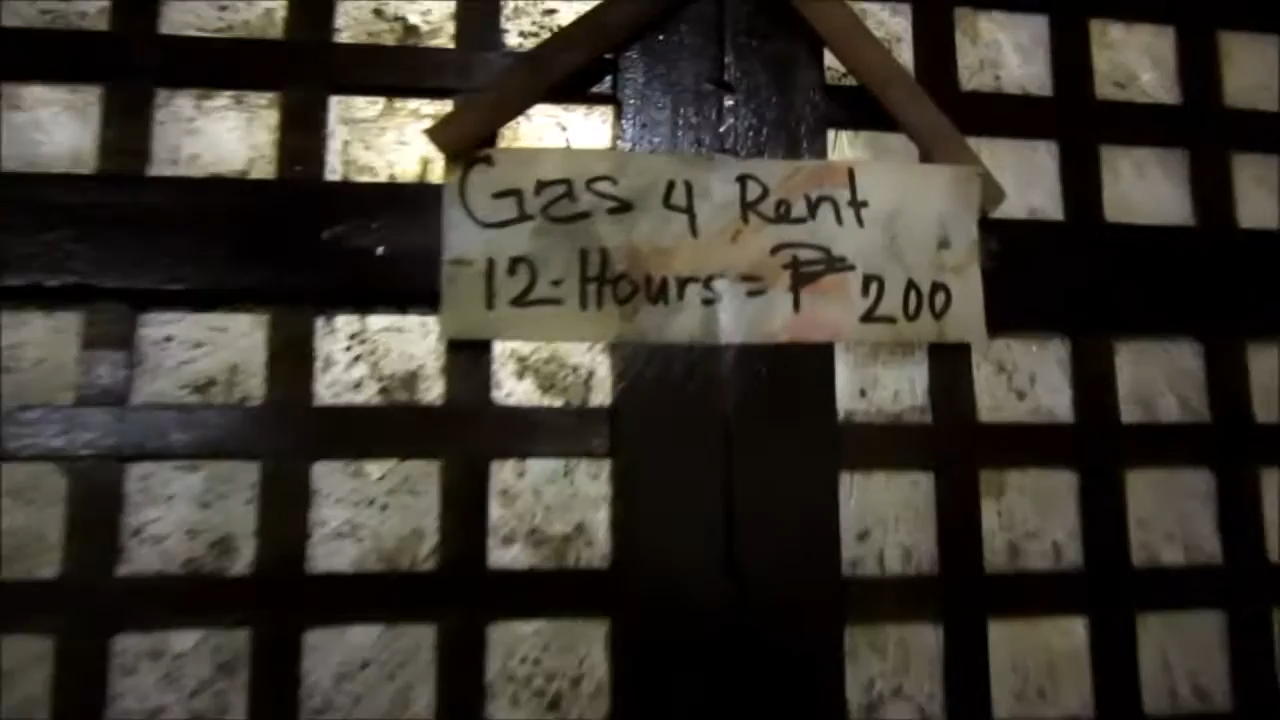 Gas 4 Rent
12-Hours = ₱ 200